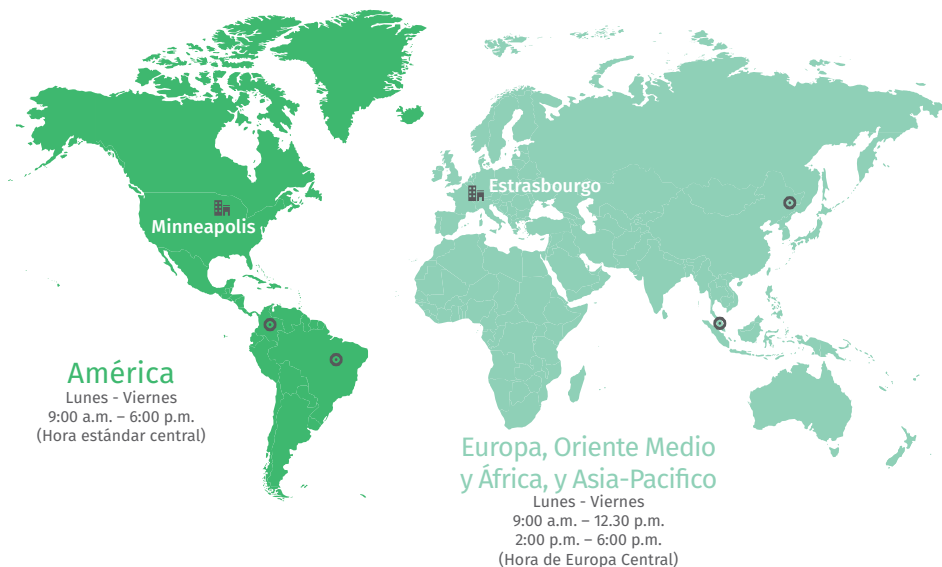 Minneapolis
Estrasbourgo
América
Lunes - Viernes
9:00 a.m. – 6:00 p.m.
(Hora estándar central)
Europa, Oriente Medio
y África, y Asia-Pacifico
Lunes - Viernes
9:00 a.m. – 12.30 p.m.
2:00 p.m. – 6:00 p.m.
(Hora de Europa Central)